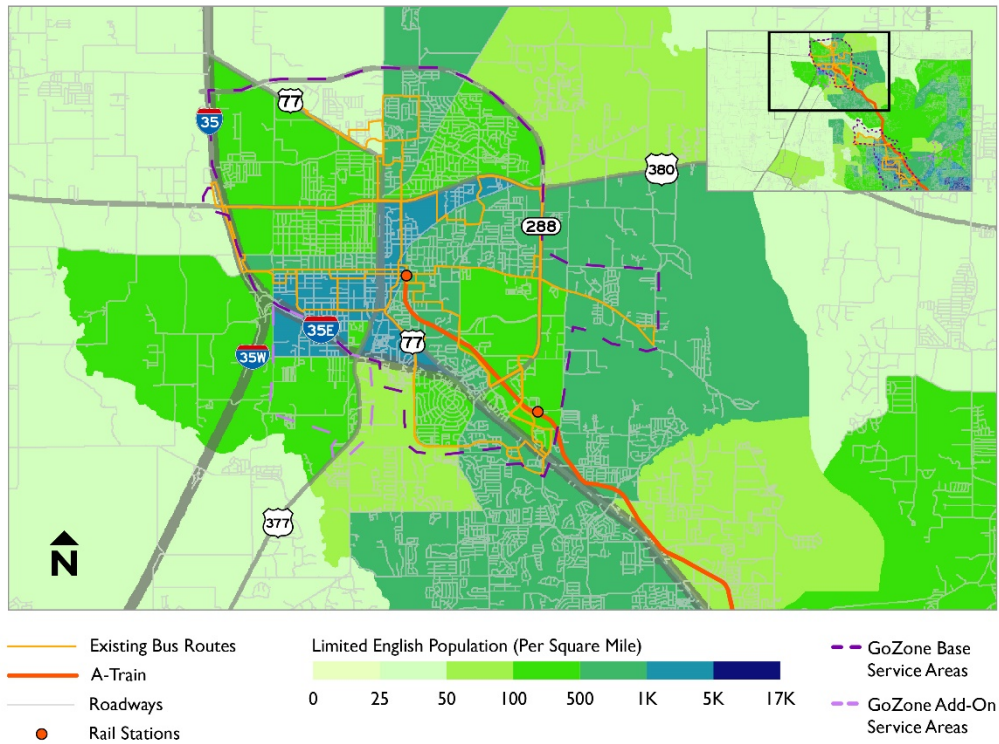 77
35
380
288
35E
77
35W
377
N
Existing Bus Routes
A-Train
Roadways
Rail Stations
Limited English Population (Per Square Mile)
0 25 50 100 500 1K 5K 17K
GoZone Base
Service Areas
GoZone Add-On
Service Areas